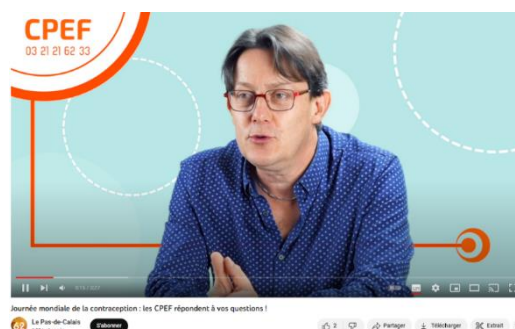 CPEF
03 21 21 62 33
Journée mondiale de la contraception : les CPEF répondent à vos questions !
Le Pas-de-Calais
S'abonner
2
Partager
Télécharger
Extrait